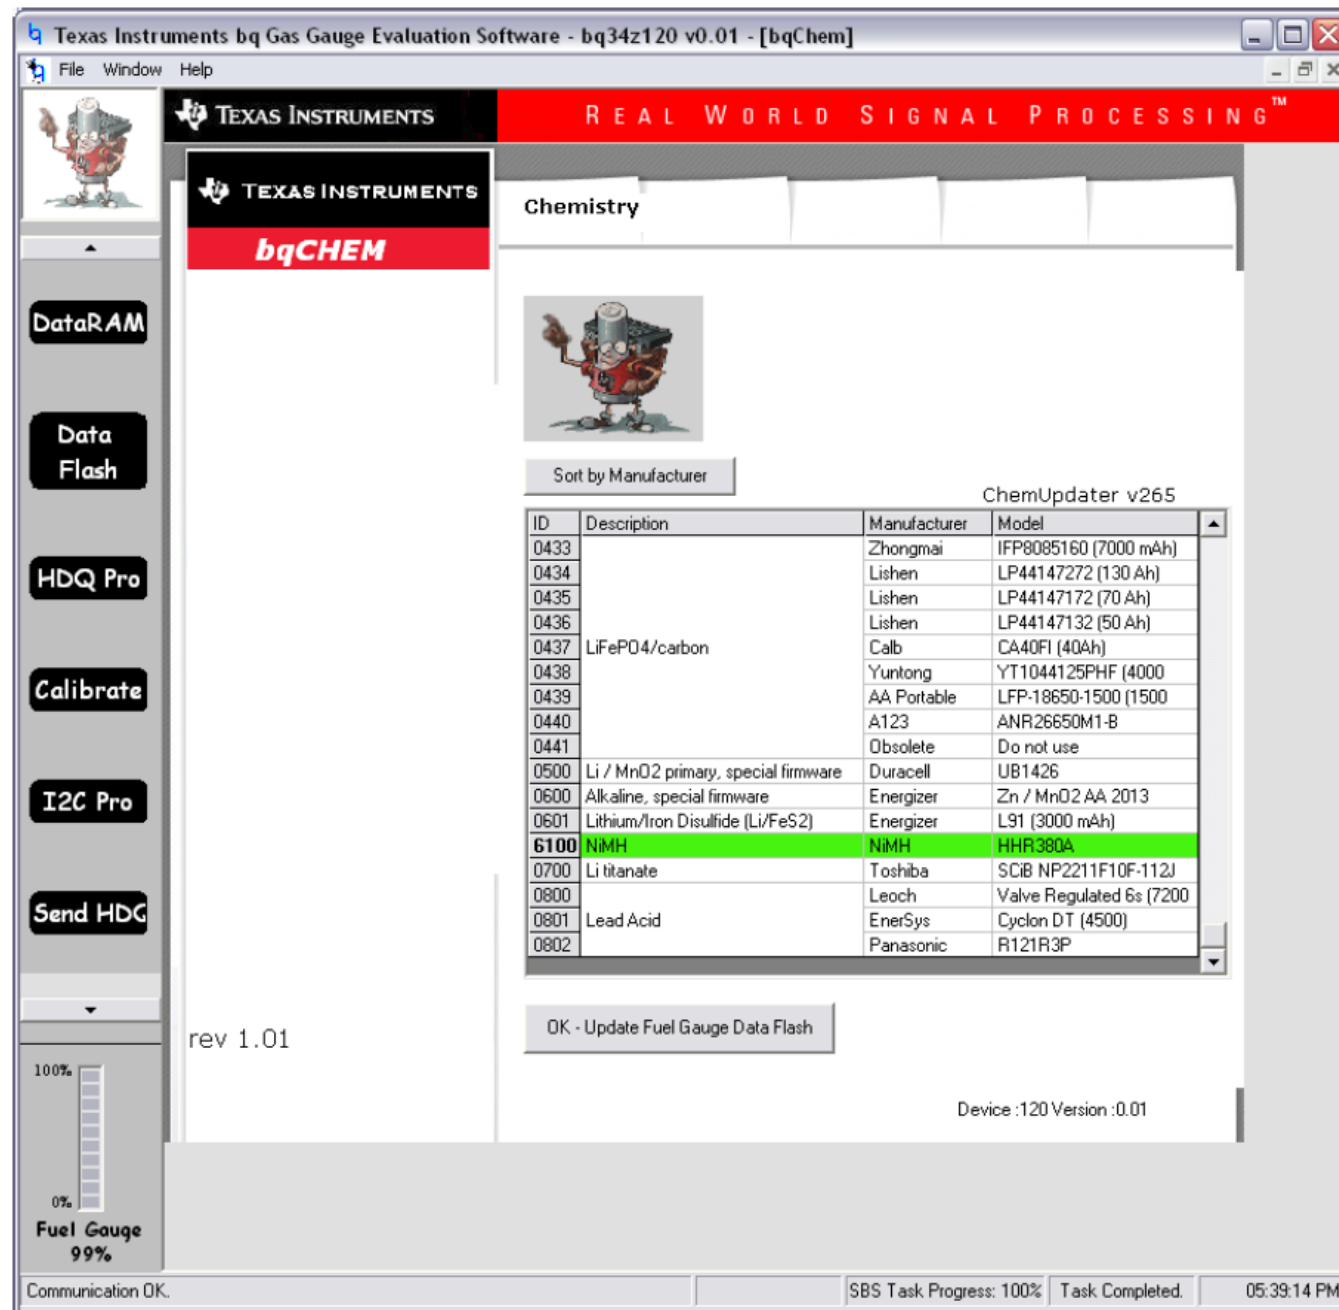 Texas Instruments bq Gas Gauge Evaluation Software - bq34z120 v0.01 - [bqChem]
File Window Help
TEXAS INSTRUMENTS
REAL WORLD SIGNAL PROCESSING™
TEXAS INSTRUMENTS
bqCHEM
Chemistry
DataRAM
Data
Flash
HDQ Pro
Calibrate
I2C Pro
Send HDG
Sort by Manufacturer
ChemUpdater v265
ID Description Manufacturer Model
0433 Zhongmai IFP8085160 (7000 mAh)
0434 Lishen LP44147272 (130 Ah)
0435 Lishen LP44147172 (70 Ah)
0436 Lishen LP44147132 (50 Ah)
0437 LiFePO4/carbon Calb CA40FI (40Ah)
0438 Yuntong YT1044125PHF (4000
0439 AA Portable LFP-18650-1500 (1500
0440 A123 ANR26650M1-B
0441 Obsolete Do not use
0500 Li / MnO2 primary, special firmware Duracell UB1426
0600 Alkaline, special firmware Energizer Zn / MnO2 AA 2013
0601 Lithium/Iron Disulfide (Li/FeS2) Energizer L91 (3000 mAh)
6100 NiMH NiMH HHR380A
0700 Li titanate Toshiba SCiB NP2211F10F-112J
0800 Leoch Valve Regulated 6s (7200
0801 Lead Acid EnerSys Cyclon DT (4500)
0802 Panasonic R121R3P
OK - Update Fuel Gauge Data Flash
rev 1.01
Device :120 Version :0.01
100%
0%
Fuel Gauge
99%
Communication OK.
SBS Task Progress: 100%
Task Completed.
05:39:14 PM